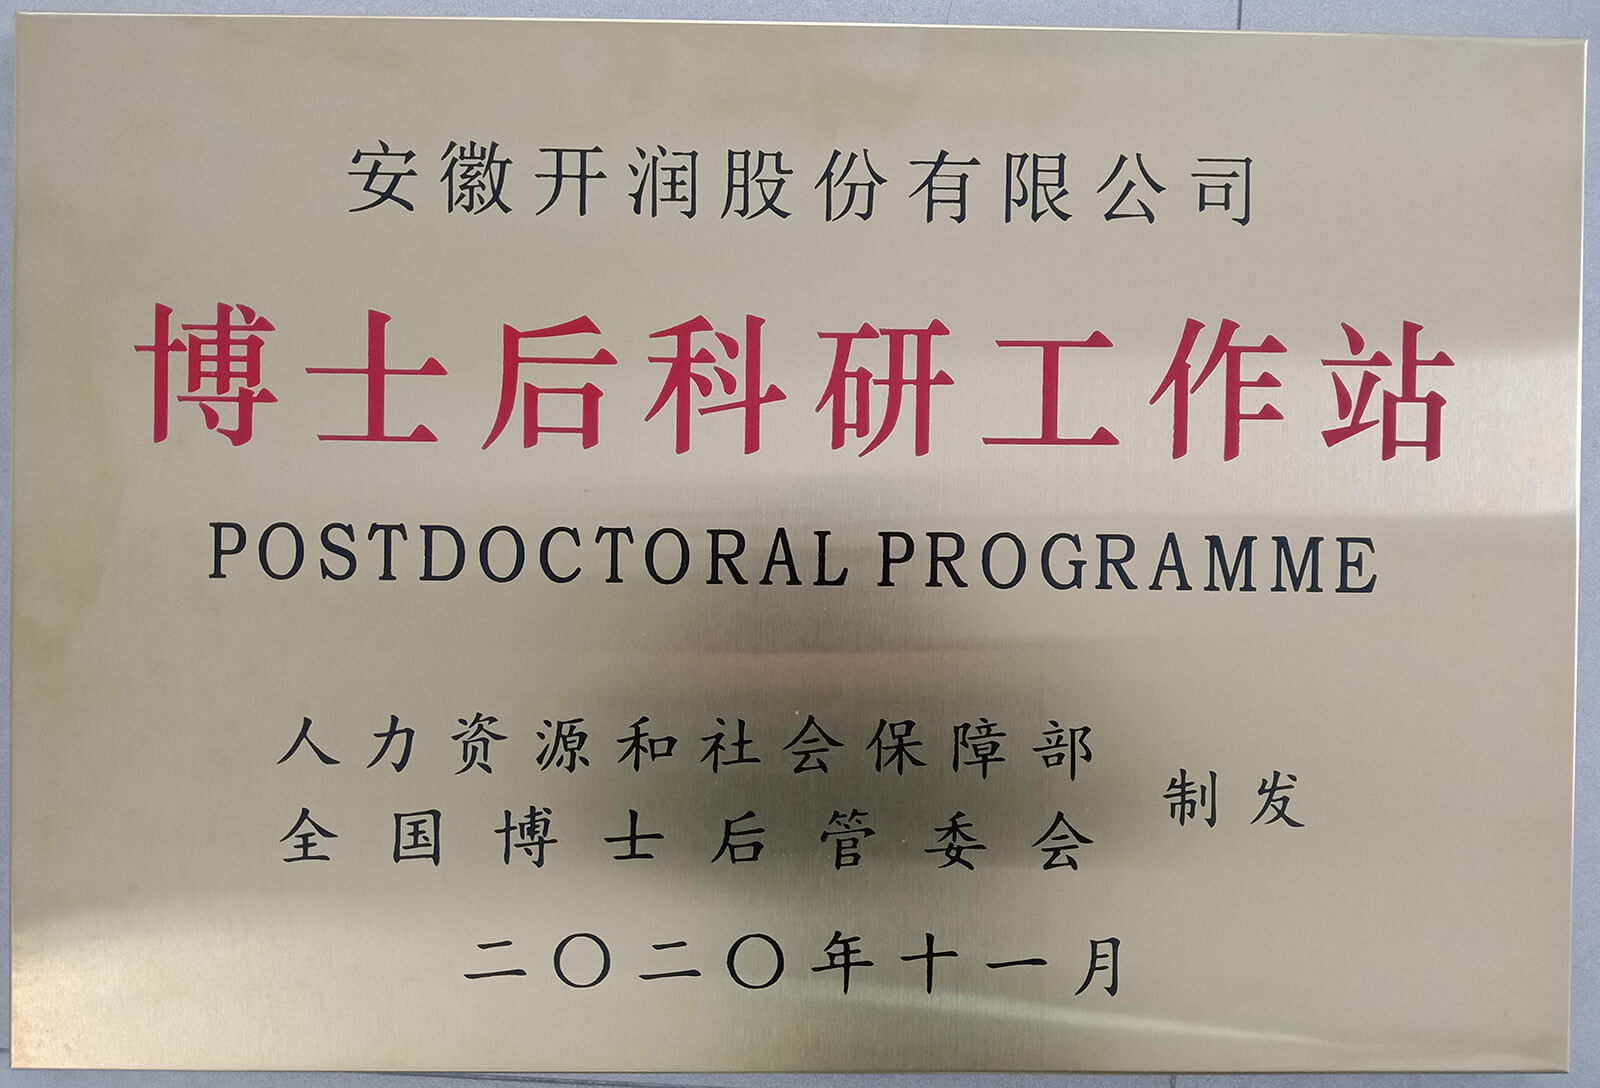 安徽开润股份有限公司
博士后科研工作站
POSTDOCTORAL PROGRAMME
人力资源和社会保障部
全国博士后管委会
制发
二〇二〇年十一月